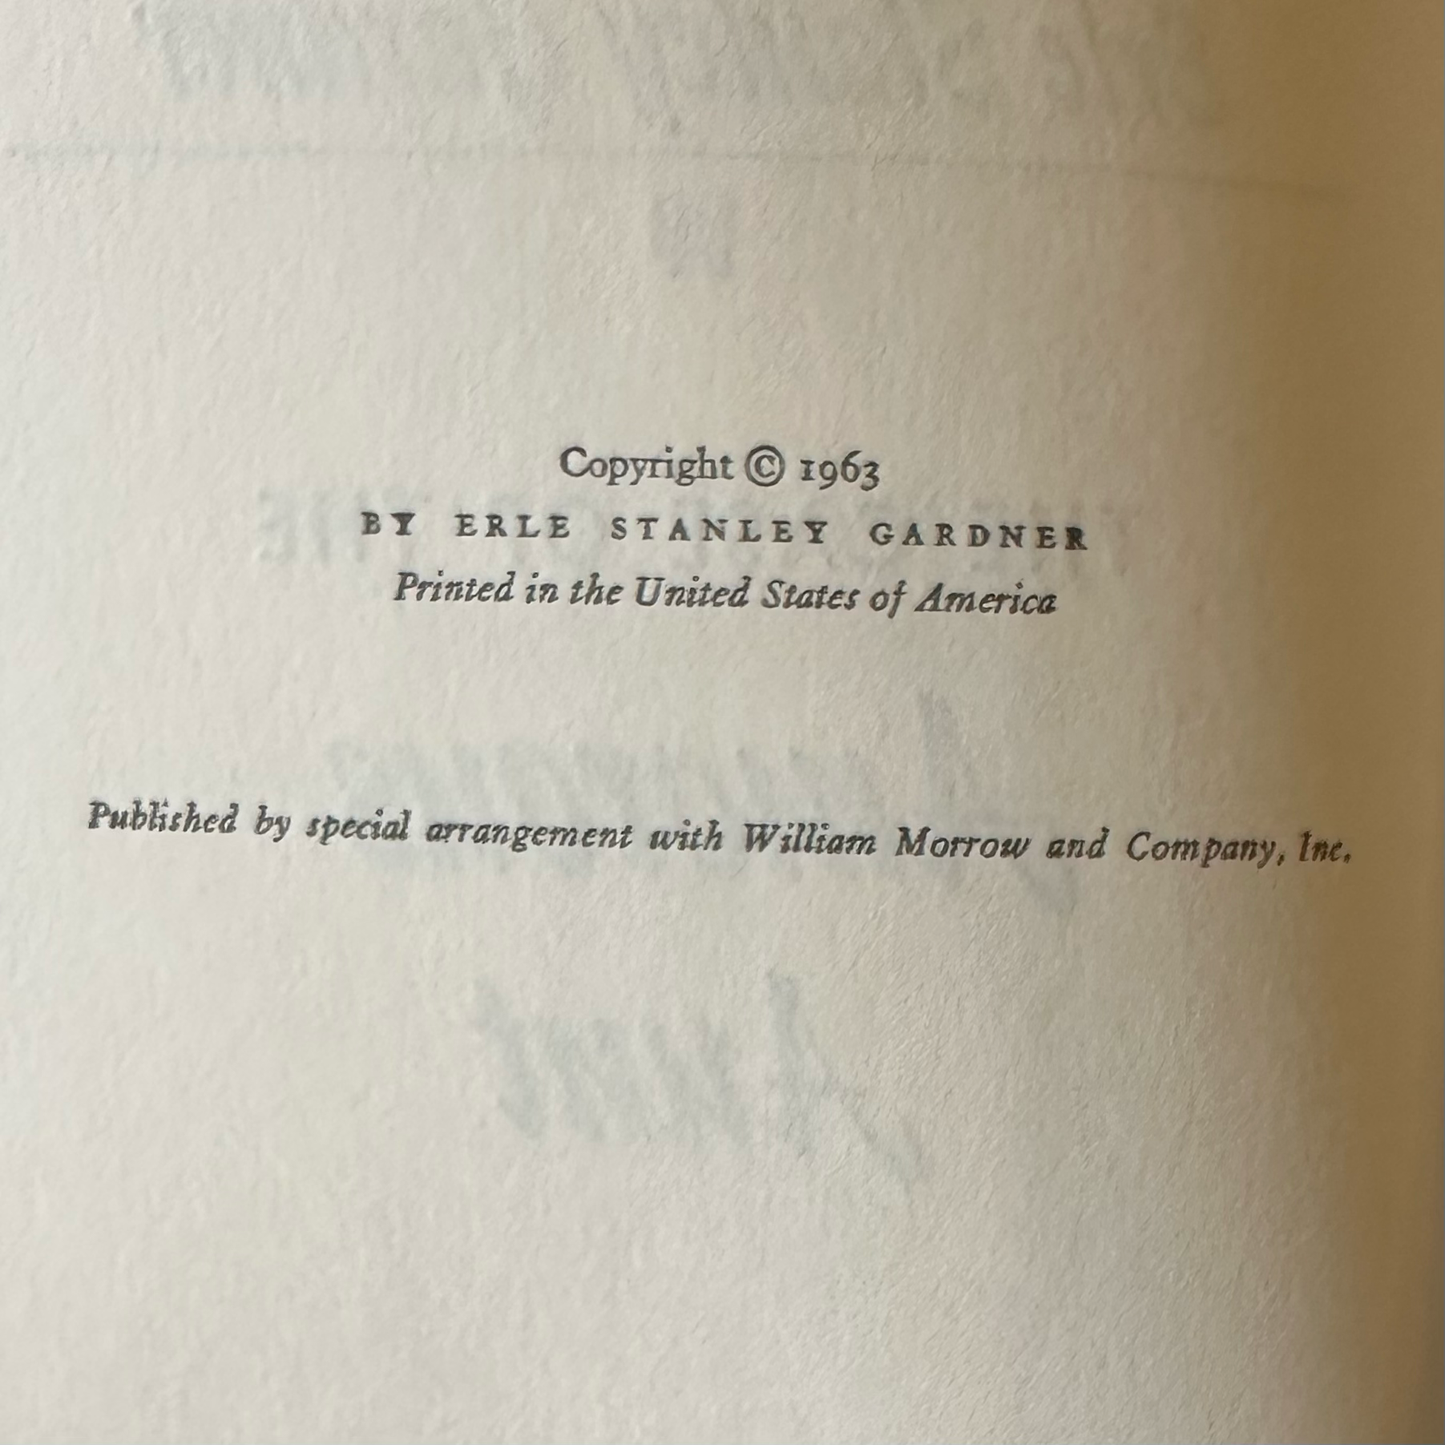 Copyright © 1963
BY ERLE STANLEY GARDNER
Printed in the United States of America
Published by special arrangement with William Morrow and Company, Inc.